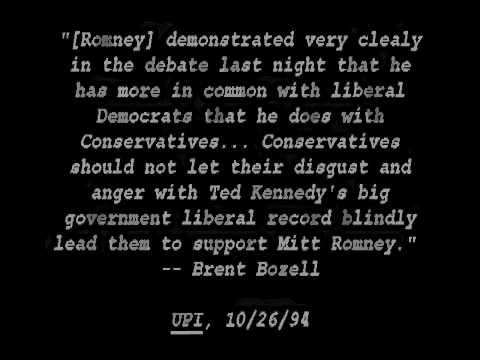 "[Romney] demonstrated very clealy
in the debate last night that he
has more in common with liberal
Democrats that he does with
Conservatives... Conservatives
should not let their disgust and
anger with Ted Kennedy's big
government liberal record blindly
lead them to support Mitt Romney."
-- Brent Bozell
UPI, 10/26/94